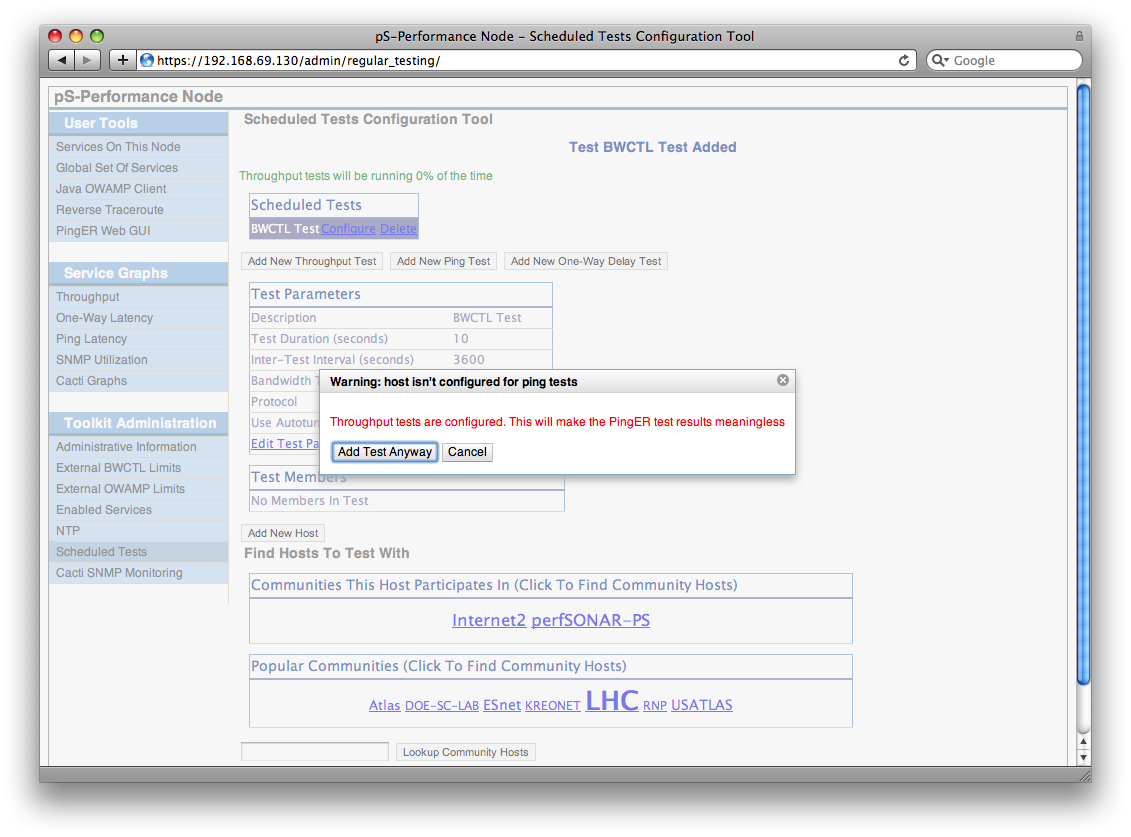 pS-Performance Node – Scheduled Tests Configuration Tool
https://192.168.69.130/admin/regular_testing/
Google
pS-Performance Node
User Tools
Services On This Node
Global Set Of Services
Java OWAMP Client
Reverse Traceroute
PingER Web GUI
Service Graphs
Throughput
One-Way Latency
Ping Latency
SNMP Utilization
Cacti Graphs
Toolkit Administration
Administrative Information
External BWCTL Limits
External OWAMP Limits
Enabled Services
NTP
Scheduled Tests
Cacti SNMP Monitoring
Scheduled Tests Configuration Tool
Test BWCTL Test Added
Throughput tests will be running 0% of the time
Scheduled Tests
BWCTL Test Configure Delete
Add New Throughput Test Add New Ping Test Add New One-Way Delay Test
Test Parameters
Description BWCTL Test
Test Duration (seconds) 10
Inter-Test Interval (seconds) 3600
Bandwidth
Protocol
Use
Edit Test
Warning: host isn't configured for ping tests
Throughput tests are configured. This will make the PingER test results meaningless
Add Test Anyway Cancel
Test Members
No Members In Test
Add New Host
Find Hosts To Test With
Communities This Host Participates In (Click To Find Community Hosts)
Internet2 perfSONAR-PS
Popular Communities (Click To Find Community Hosts)
Atlas DOE-SC-LAB ESnet KREONET LHC RNP USATLAS
Lookup Community Hosts